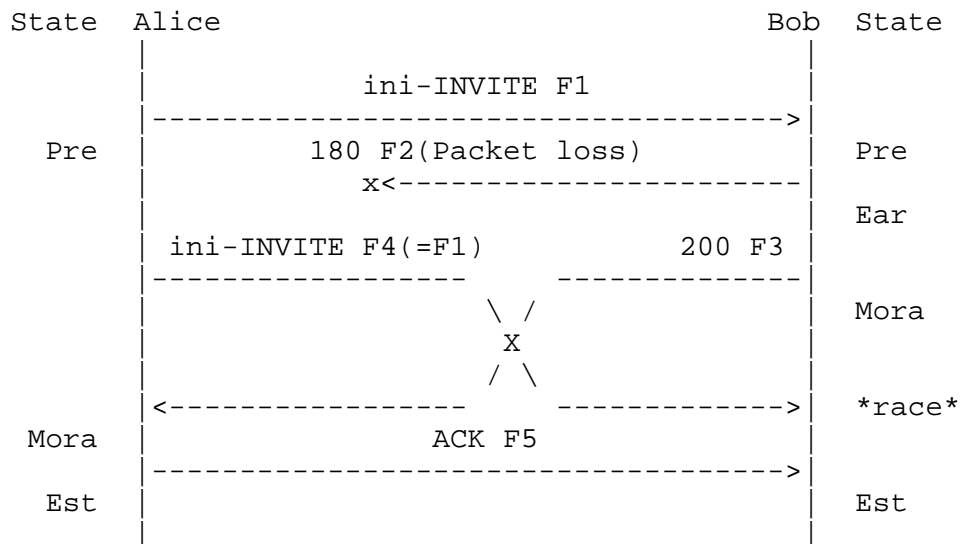 State  Alice                                    Bob  State
ini-INVITE F1
Pre  180 F2(Packet loss)  Pre
x
Ear
ini-INVITE F4(=F1)  200 F3
Mora
X
*race*
Mora  ACK F5
Est  Est